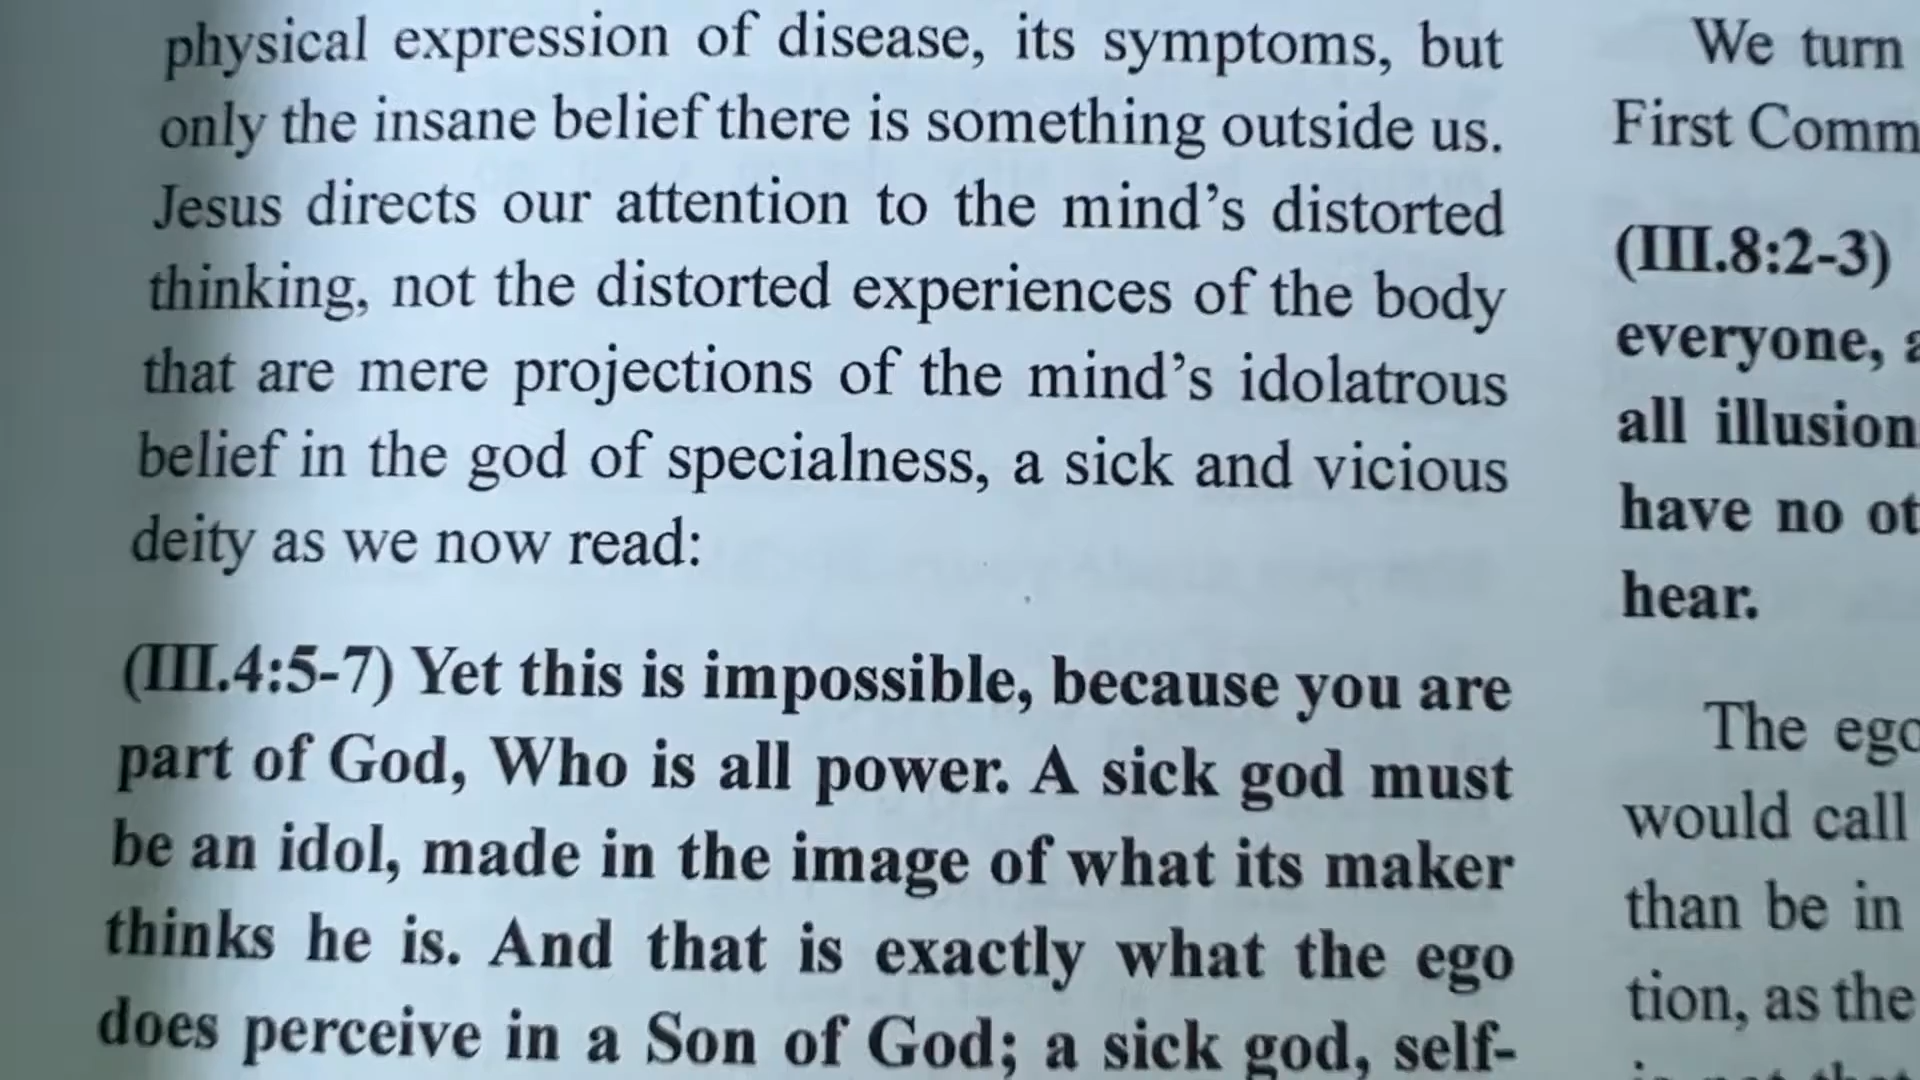 physical expression of disease, its symptoms, but
only the insane belief there is something outside us.
Jesus directs our attention to the mind’s distorted
thinking, not the distorted experiences of the body
that are mere projections of the mind’s idolatrous
belief in the god of specialness, a sick and vicious
deity as we now read:
(III.4:5-7) Yet this is impossible, because you are
part of God, Who is all power. A sick god must
be an idol, made in the image of what its maker
thinks he is. And that is exactly what the ego
does perceive in a Son of God; a sick god, self-
We turn
First Comm
(III.8:2-3)
everyone,
all illusion
have no ot
hear.
The ego
would call
than be in
tion, as the